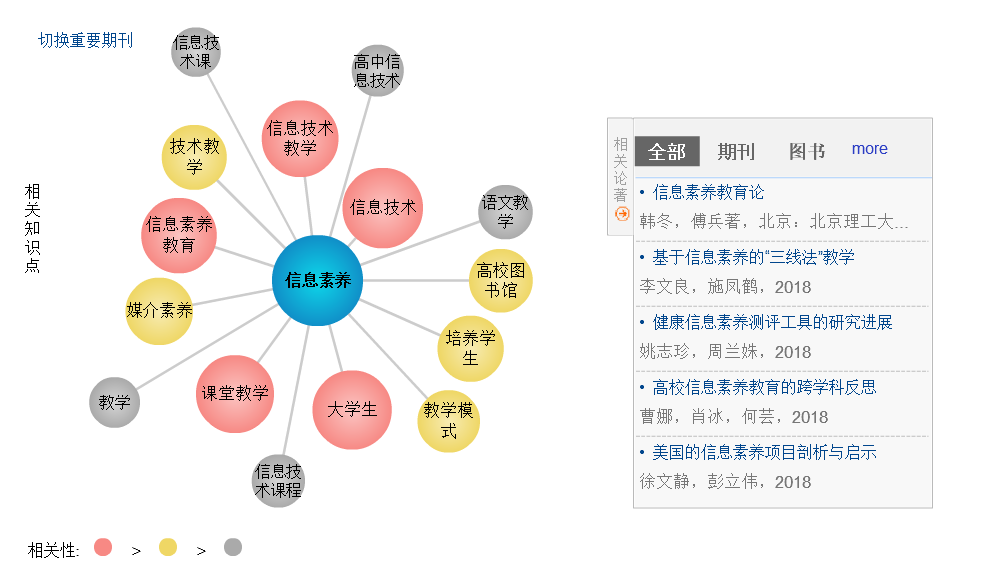 切换重要期刊
信息技
术课
高中信
息技术
信息技术
教学
技术教
学
信息技术
语文教
学
信息素养
教育
信息素养
高校图
书馆
媒介素养
培养学
生
教学
课堂教学
大学生
教学模
式
信息技
术课程
相关知识点
相关性: > >
相关论著
全部 期刊 图书 more
• 信息素养教育论
韩冬，傅兵著，北京：北京理工大...
• 基于信息素养的“三线法”教学
李文良，施凤鹤，2018
• 健康信息素养测评工具的研究进展
姚志珍，周兰姝，2018
• 高校信息素养教育的跨学科反思
曹娜，肖冰，何芸，2018
• 美国的信息素养项目剖析与启示
徐文静，彭立伟，2018